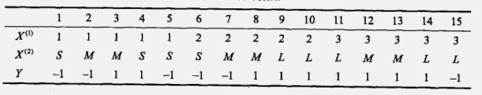 1 2 3 4 5 6 7 8 9 10 11 12 13 14 15
X(1) 1 1 1 1 1 2 2 2 2 2 3 3 3 3 3
X(2) S M M S S S M M L L L M M L L
Y −1 −1 1 1 −1 −1 −1 1 1 1 1 1 1 1 −1